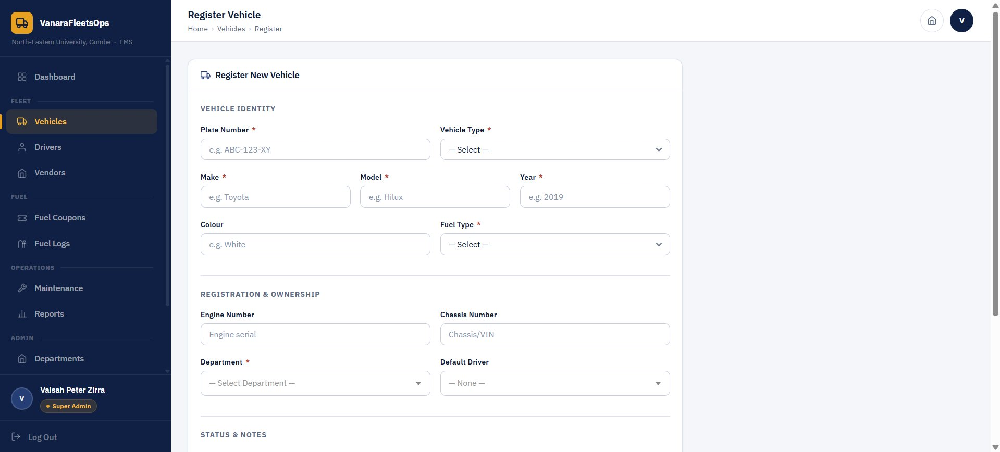 VanaraFleetsOps
North-Eastern University, Gombe · FMS
Dashboard
FLEET
Vehicles
Drivers
Vendors
FUEL
Fuel Coupons
Fuel Logs
OPERATIONS
Maintenance
Reports
ADMIN
Departments
V
Vaisah Peter Zirra
Super Admin
Log Out
Register Vehicle
Home › Vehicles › Register
V
Register New Vehicle
VEHICLE IDENTITY
Plate Number * Vehicle Type *
e.g. ABC-123-XY — Select —
Make * Model * Year *
e.g. Toyota e.g. Hilux e.g. 2019
Colour Fuel Type *
e.g. White — Select —
REGISTRATION & OWNERSHIP
Engine Number Chassis Number
Engine serial Chassis/VIN
Department * Default Driver
— Select Department — — None —
STATUS & NOTES